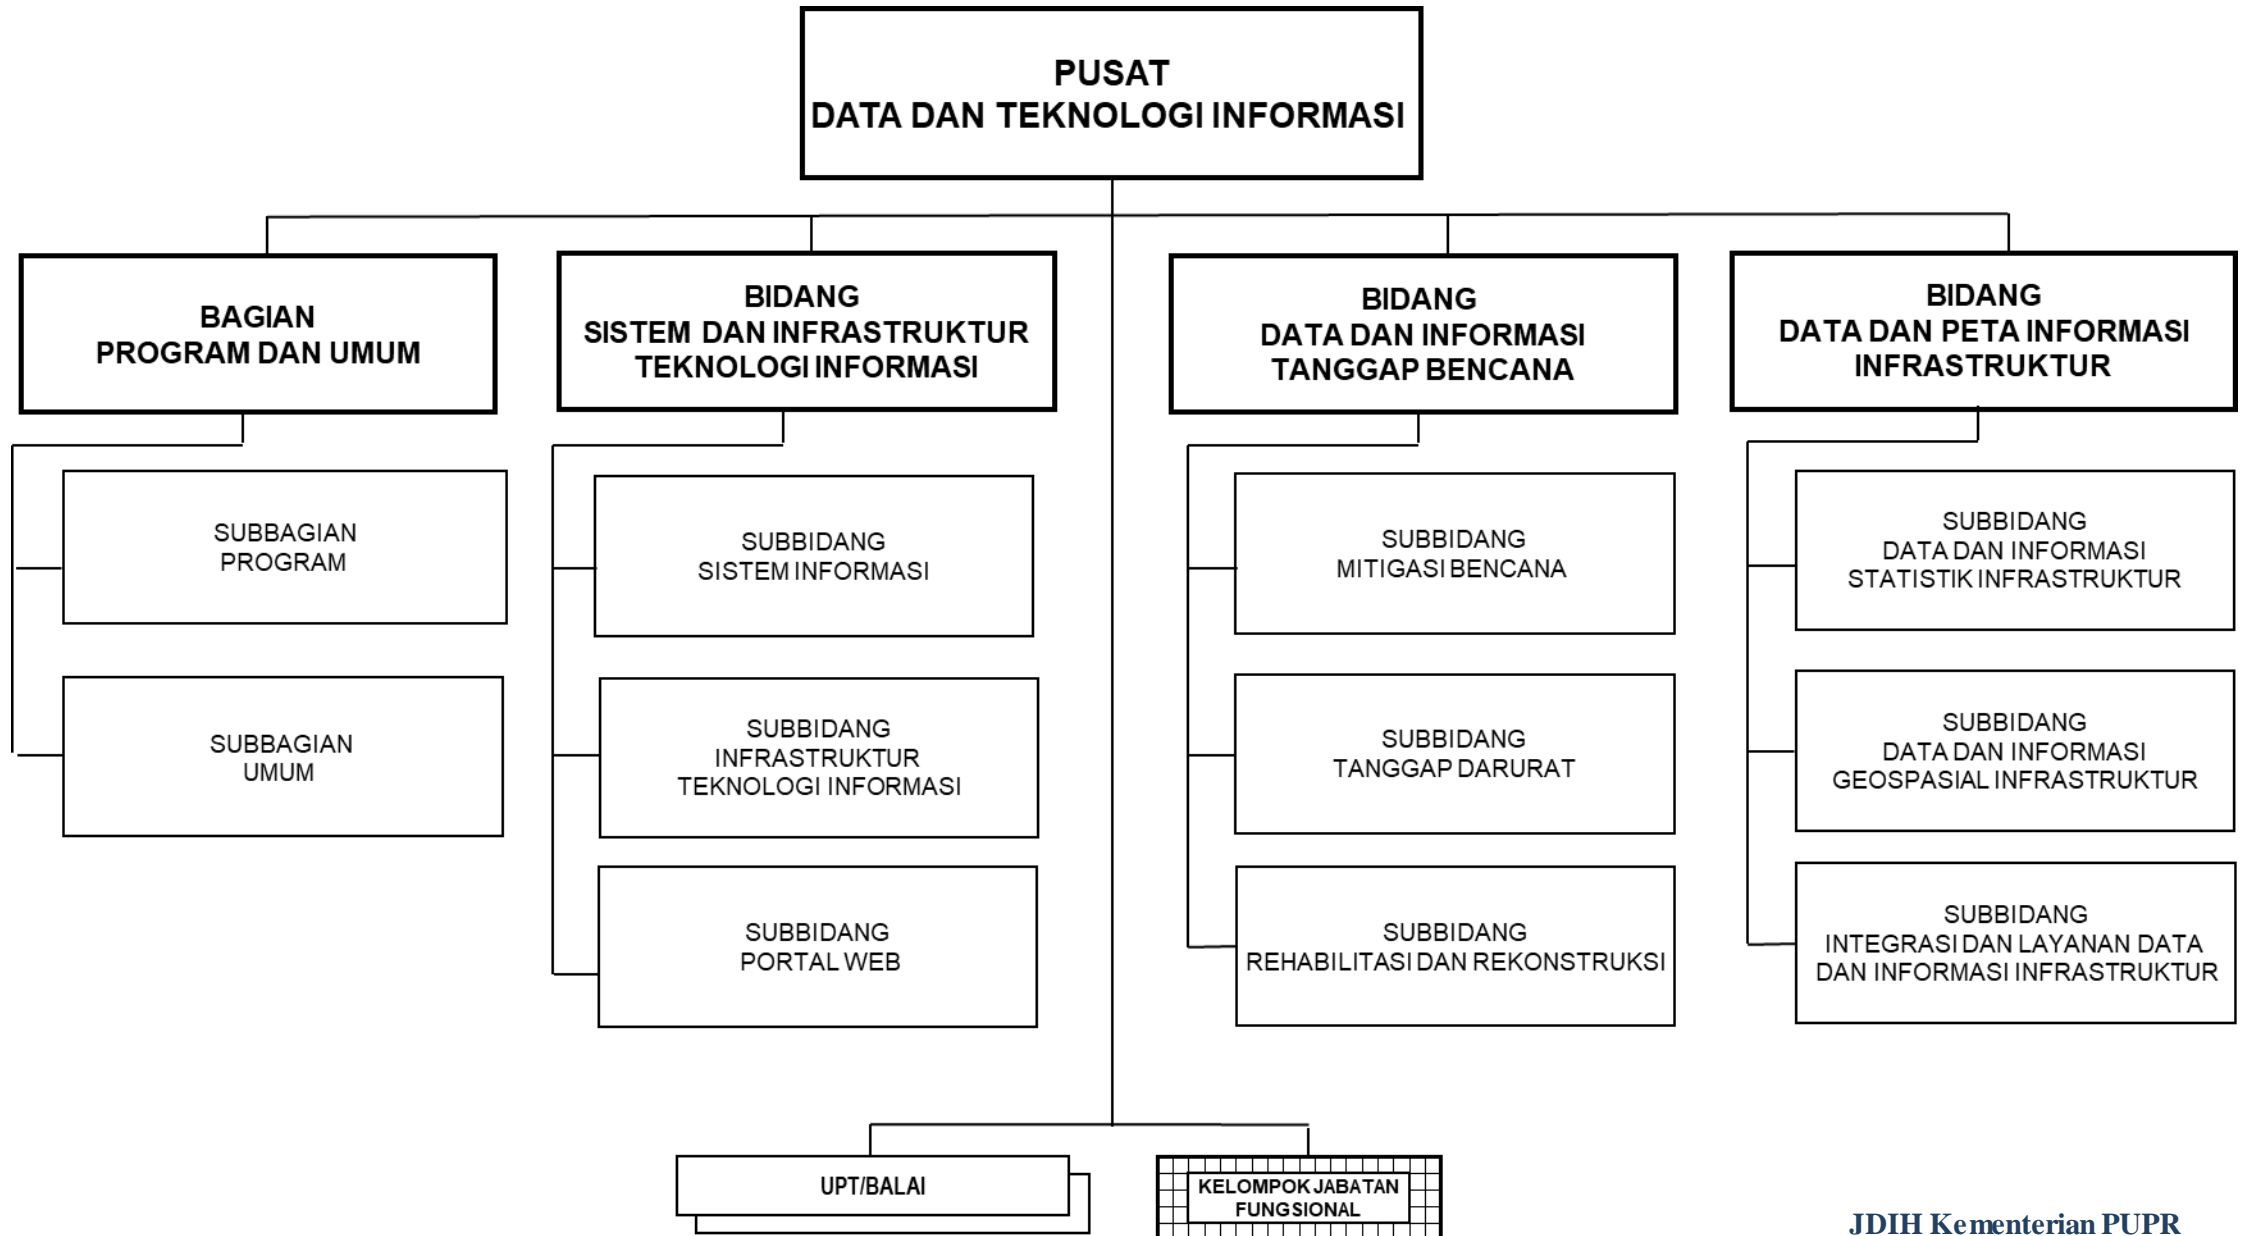 PUSAT
DATA DAN TEKNOLOGI INFORMASI
BAGIAN
PROGRAM DAN UMUM
BIDANG
SISTEM DAN INFRASTRUKTUR
TEKNOLOGI INFORMASI
BIDANG
DATA DAN INFORMASI
TANGGAP BENCANA
BIDANG
DATA DAN PETA INFORMASI
INFRASTRUKTUR
SUBBAGIAN
PROGRAM
SUBBAGIAN
UMUM
SUBBIDANG
SISTEM INFORMASI
SUBBIDANG
INFRASTRUKTUR
TEKNOLOGI INFORMASI
SUBBIDANG
PORTAL WEB
SUBBIDANG
MITIGASI BENCANA
SUBBIDANG
TANGGAP DARURAT
SUBBIDANG
REHABILITASI DAN REKONSTRUKSI
SUBBIDANG
DATA DAN INFORMASI
STATISTIK INFRASTRUKTUR
SUBBIDANG
DATA DAN INFORMASI
GEOSPASIAL INFRASTRUKTUR
SUBBIDANG
INTEGRASI DAN LAYANAN DATA
DAN INFORMASI INFRASTRUKTUR
UPT/BALAI
KELOMPOK JABATAN
FUNGSIONAL
JDIH Kementerian PUPR